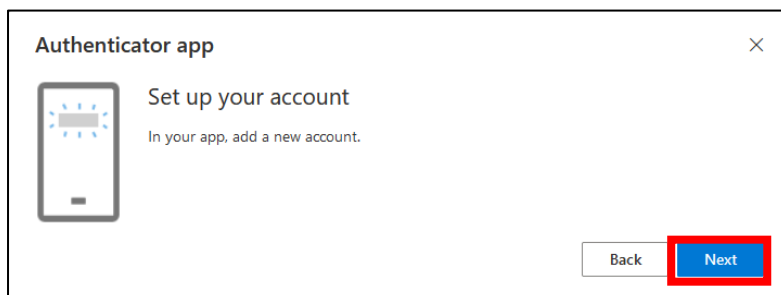 Authenticator app
Set up your account
In your app, add a new account.
Back
Next